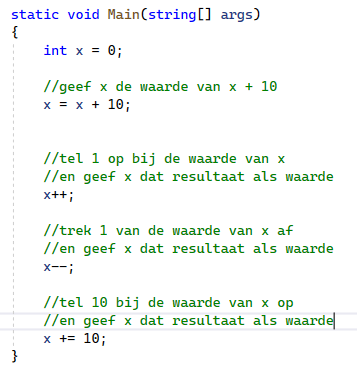 static void Main(string[] args)
{
int x = 0;
//geef x de waarde van x + 10
x = x + 10;
//tel 1 op bij de waarde van x
//en geef x dat resultaat als waarde
x++;
//trek 1 van de waarde van x af
//en geef x dat resultaat als waarde
x--;
//tel 10 bij de waarde van x op
//en geef x dat resultaat als waarde
x += 10;
}